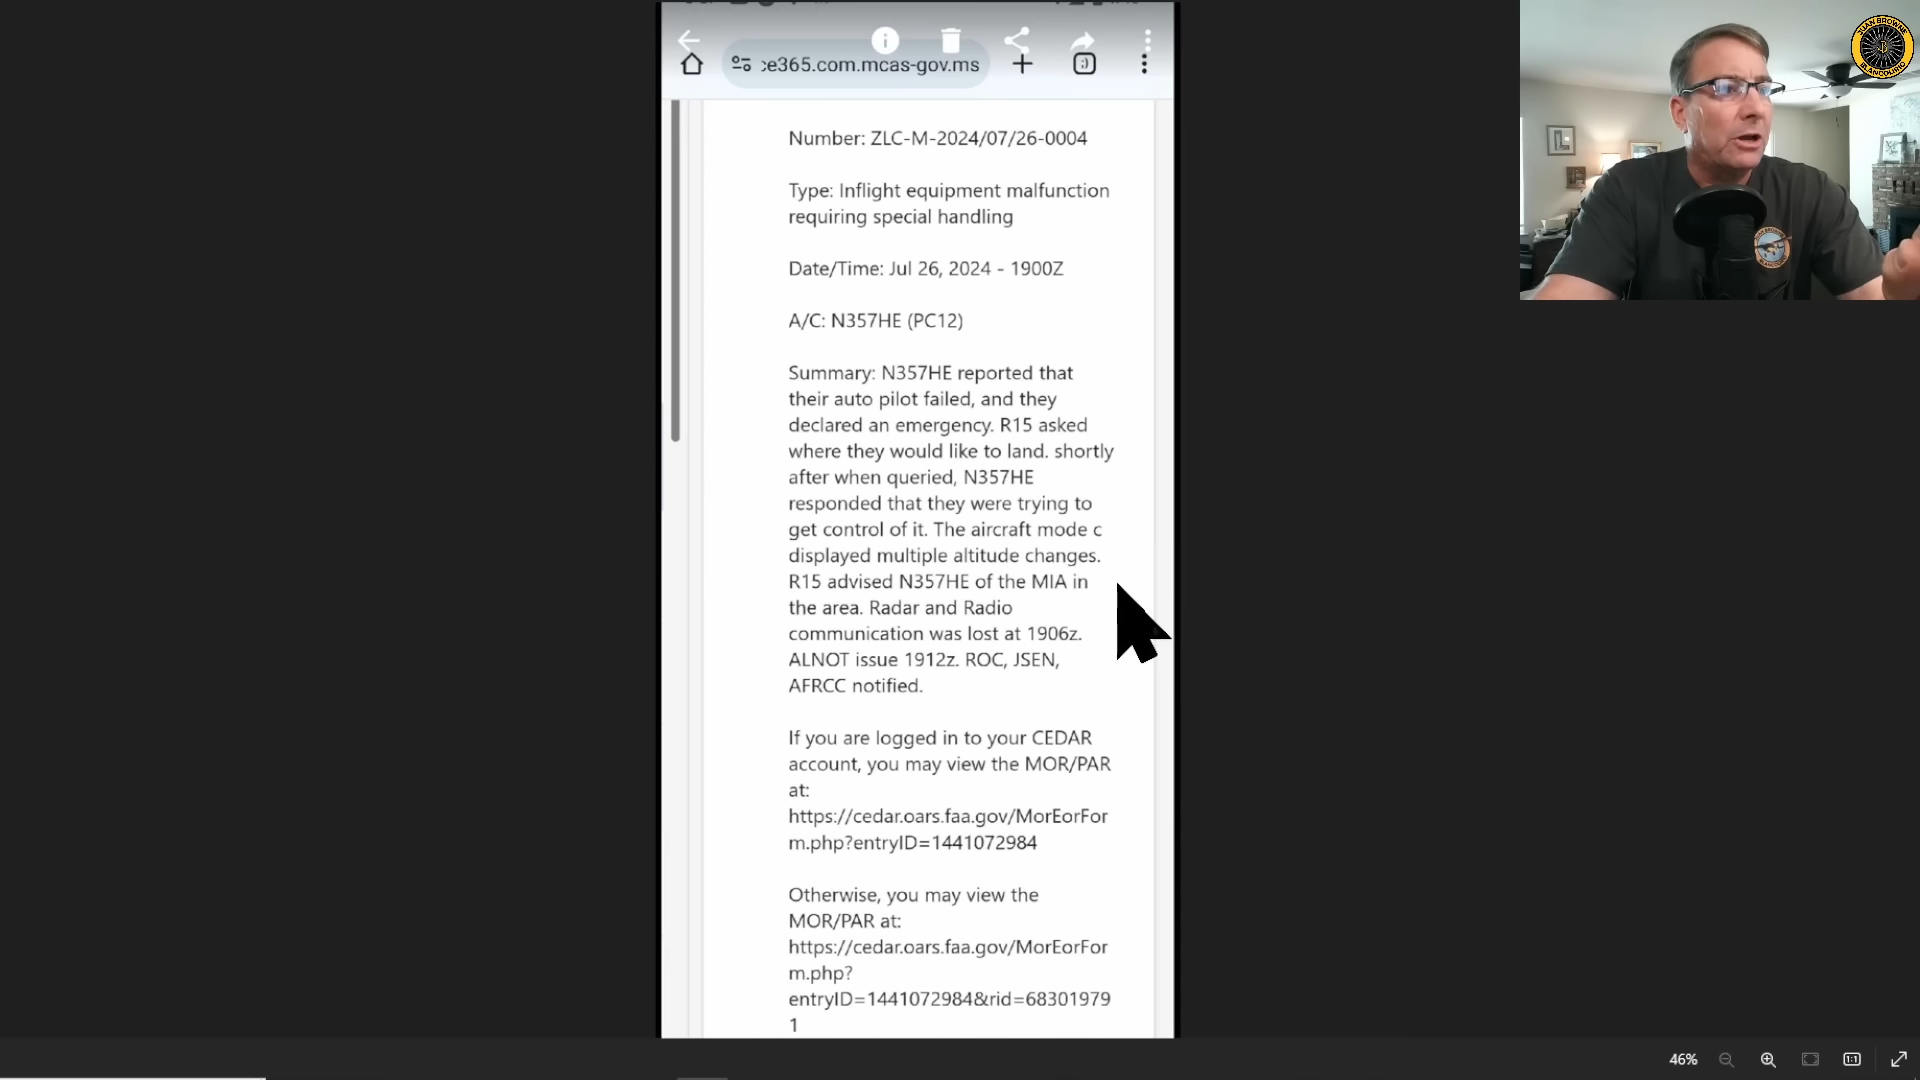 :e365.com.mcas-gov.ms
Number: ZLC-M-2024/07/26-0004
Type: Inflight equipment malfunction
requiring special handling
Date/Time: Jul 26, 2024 - 1900Z
A/C: N357HE (PC12)
Summary: N357HE reported that
their auto pilot failed, and they
declared an emergency. R15 asked
where they would like to land. shortly
after when queried, N357HE
responded that they were trying to
get control of it. The aircraft mode c
displayed multiple altitude changes.
R15 advised N357HE of the MIA in
the area. Radar and Radio
communication was lost at 1906z.
ALNOT issue 1912z. ROC, JSEN,
AFRCC notified.
If you are logged in to your CEDAR
account, you may view the MOR/PAR
at:
https://cedar.oars.faa.gov/MorEorFor
m.php?entryID=1441072984
Otherwise, you may view the
MOR/PAR at:
https://cedar.oars.faa.gov/MorEorFor
m.php?
entryID=1441072984&rid=68301979
1
JUAN BROWNE
BLANCOLIRIO
46%
1:1